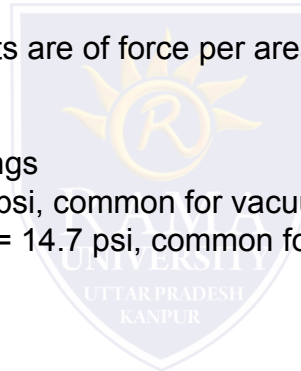 ts are of force per area
ngs
psi, common for vacuu
= 14.7 psi, common fo
R
RAMA
UNIVERSITY
UTTAR PRADESH
KANPUR